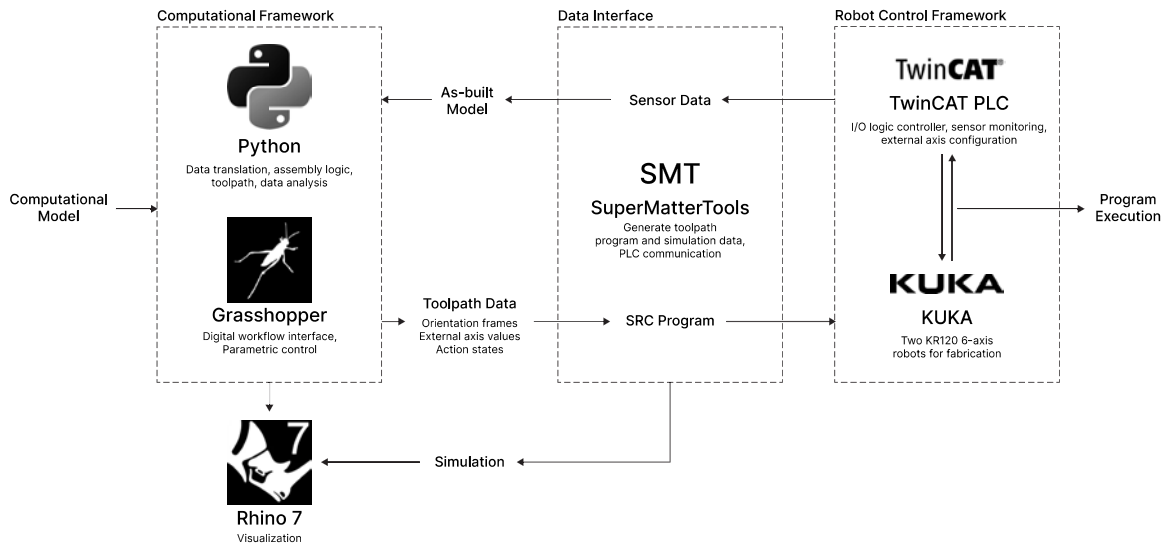 Computational Framework
Data Interface
Robot Control Framework
Python
Data translation, assembly logic,
toolpath, data analysis
As-built
Model
Sensor Data
TwinCAT®
TwinCAT PLC
I/O logic controller, sensor monitoring,
external axis configuration
Computational
Model
SMT
SuperMatterTools
Generate toolpath
program and simulation data,
PLC communication
Program
Execution
Grasshopper
Digital workflow interface,
Parametric control
Toolpath Data
Orientation frames
External axis values
Action states
SRC Program
KUKA
KUKA
Two KR120 6-axis
robots for fabrication
7
Rhino 7
Visualization
Simulation